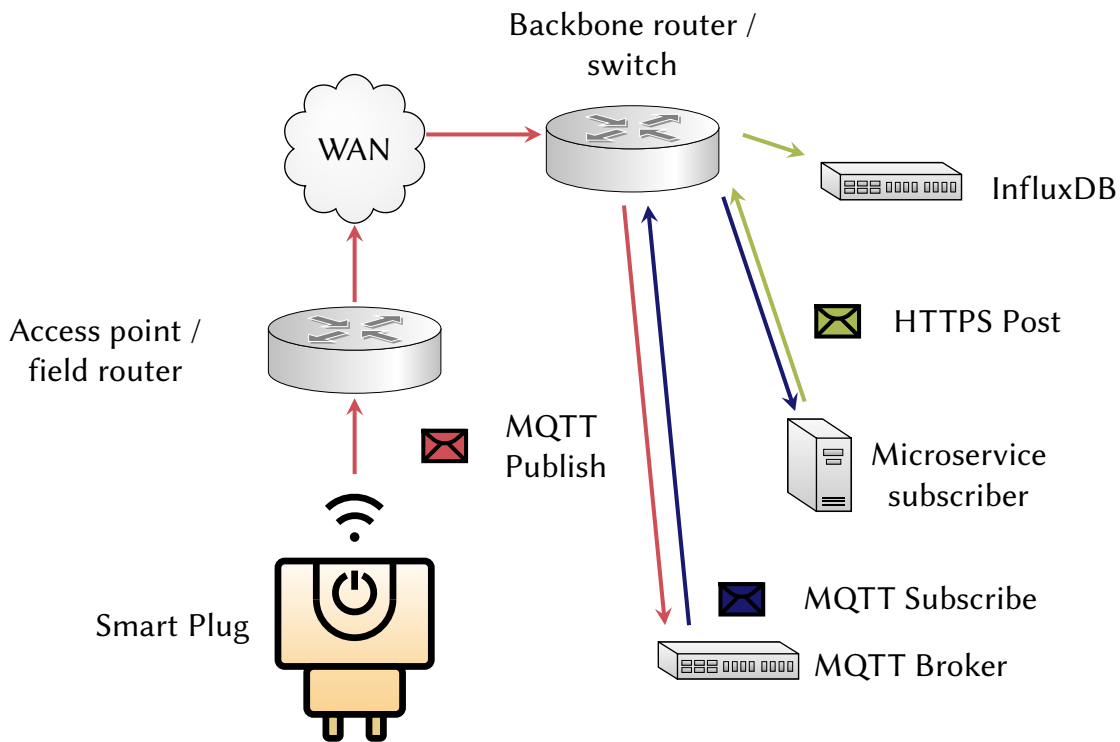 Backbone router /
switch
WAN
InfluxDB
Access point /
field router
HTTPS Post
MQTT
Publish
Microservice
subscriber
MQTT Subscribe
Smart Plug
MQTT Broker